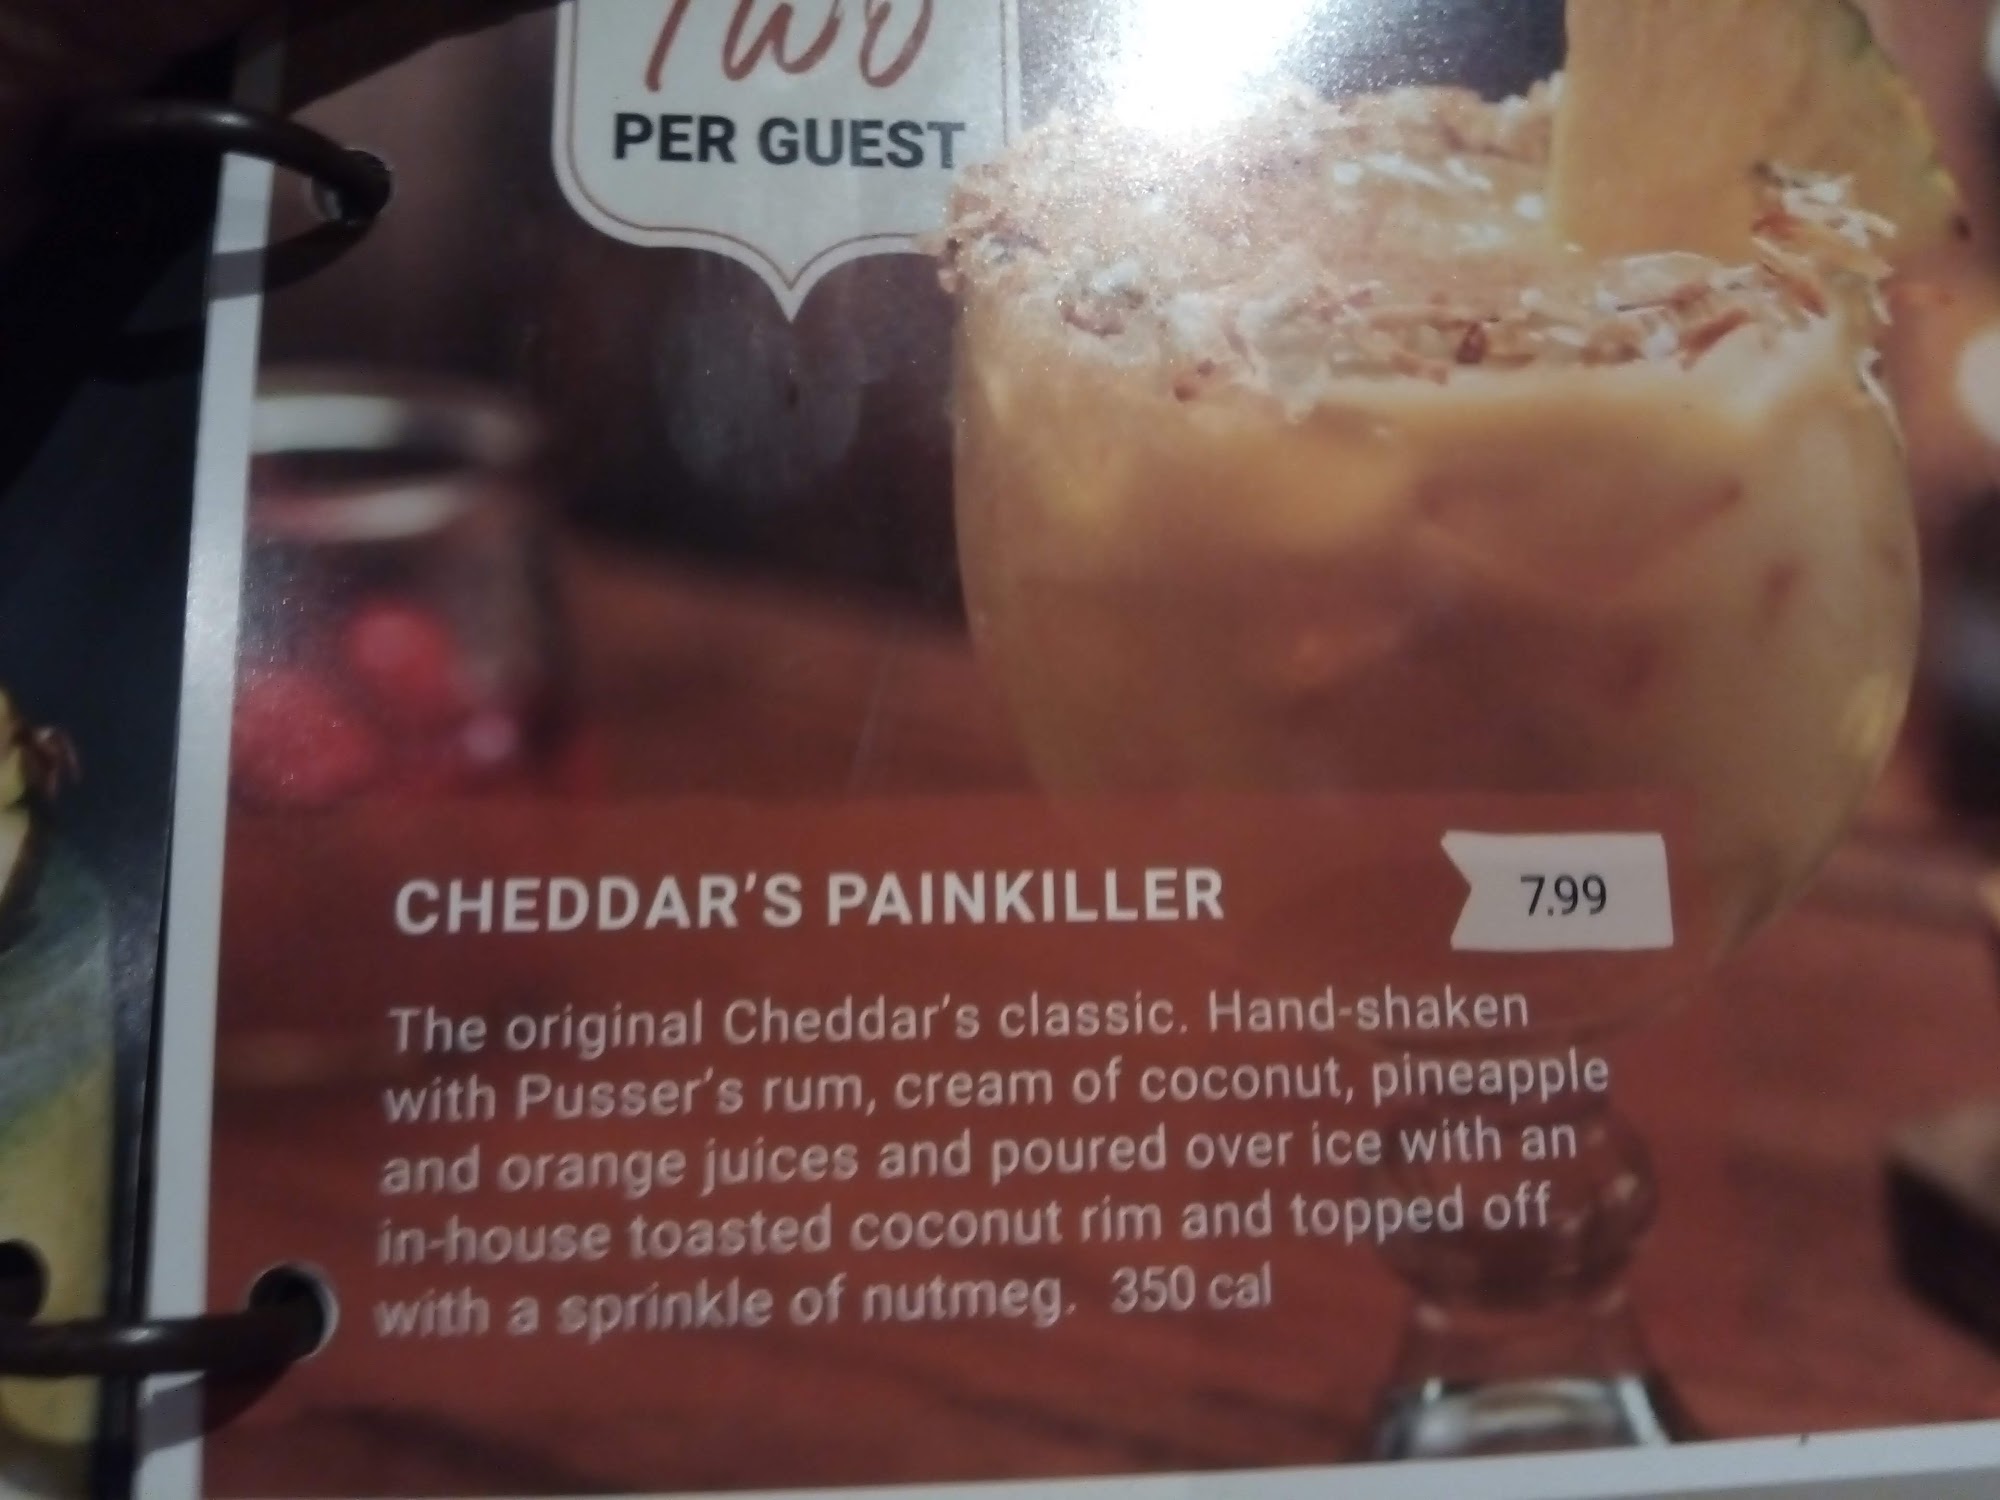 Two
PER GUEST
CHEDDAR'S PAINKILLER
7.99
The original Cheddar's classic. Hand-shaken
with Pusser's rum, cream of coconut, pineapple
and orange juices and poured over ice with an
in-house toasted coconut rim and topped off
with a sprinkle of nutmeg. 350 cal